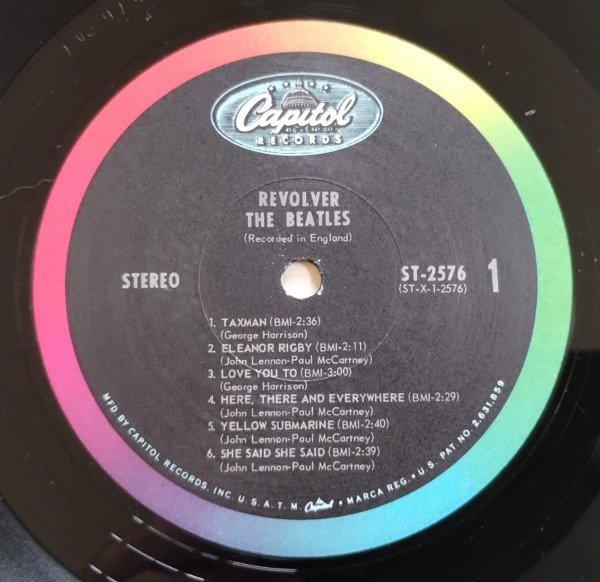 Capitol
REG. U.S. PAT. OFF.
RECORDS
REVOLVER
THE BEATLES
(Recorded in England)
STEREO
ST-2576
(ST-X-1-2576)
1
1. TAXMAN (BMI-2:36)
(George Harrison)
2. ELEANOR RIGBY (BMI-2:11)
(John Lennon-Paul McCartney)
3. LOVE YOU TO (BMI-3:00)
(George Harrison)
4. HERE, THERE AND EVERYWHERE (BMI-2:29)
(John Lennon-Paul McCartney)
5. YELLOW SUBMARINE (BMI-2:40)
(John Lennon-Paul McCartney)
6. SHE SAID SHE SAID (BMI-2:39)
(John Lennon-Paul McCartney)
MFD. BY CAPITOL RECORDS, INC. U.S.A. T.M. Capitol • MARCA REG. • U.S. PAT. NO. 2,631,859